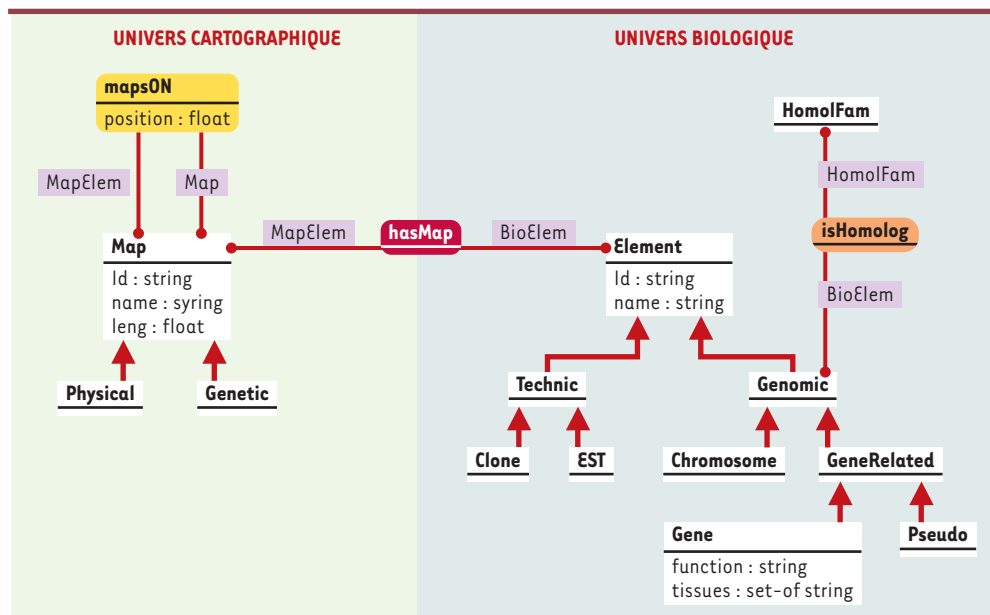 UNIVERS CARTOGRAPHIQUE
mapsON
position : float
MapElem
Map
Map
Id : string
name : syring
leng : float
Physical
Genetic
MapElem
hasMap
BioElem
UNIVERS BIOLOGIQUE
HomolFam
HomolFam
isHomolog
BioElem
Element
Id : string
name : string
Technic
Genomic
Clone
EST
Chromosome
GeneRelated
Gene
function : string
tissues : set-of string
Pseudo